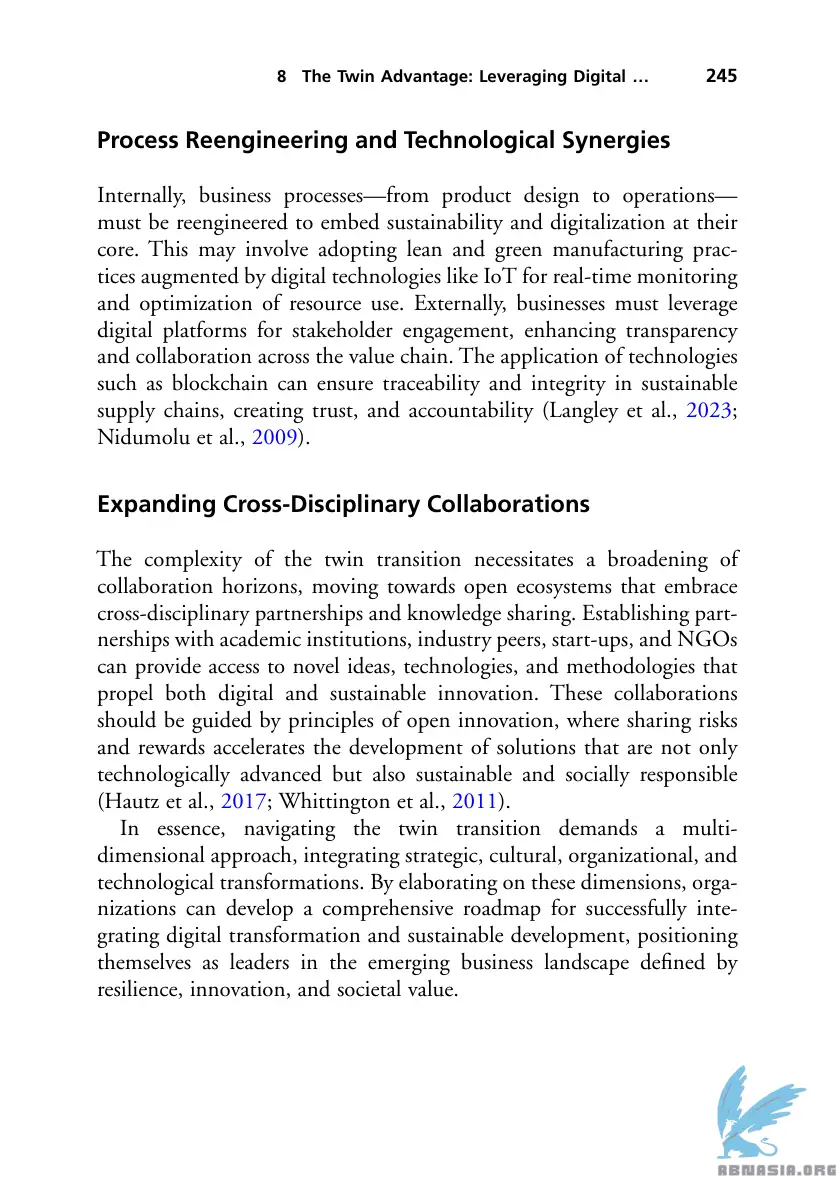 8 The Twin Advantage: Leveraging Digital … 245
Process Reengineering and Technological Synergies
Internally, business processes—from product design to operations—
must be reengineered to embed sustainability and digitalization at their
core. This may involve adopting lean and green manufacturing prac-
tices augmented by digital technologies like IoT for real-time monitoring
and optimization of resource use. Externally, businesses must leverage
digital platforms for stakeholder engagement, enhancing transparency
and collaboration across the value chain. The application of technologies
such as blockchain can ensure traceability and integrity in sustainable
supply chains, creating trust, and accountability (Langley et al., 2023;
Nidumolu et al., 2009).
Expanding Cross-Disciplinary Collaborations
The complexity of the twin transition necessitates a broadening of
collaboration horizons, moving towards open ecosystems that embrace
cross-disciplinary partnerships and knowledge sharing. Establishing part-
nerships with academic institutions, industry peers, start-ups, and NGOs
can provide access to novel ideas, technologies, and methodologies that
propel both digital and sustainable innovation. These collaborations
should be guided by principles of open innovation, where sharing risks
and rewards accelerates the development of solutions that are not only
technologically advanced but also sustainable and socially responsible
(Hautz et al., 2017; Whittington et al., 2011).
In essence, navigating the twin transition demands a multi-
dimensional approach, integrating strategic, cultural, organizational, and
technological transformations. By elaborating on these dimensions, orga-
nizations can develop a comprehensive roadmap for successfully inte-
grating digital transformation and sustainable development, positioning
themselves as leaders in the emerging business landscape defined by
resilience, innovation, and societal value.
ABNASIA.ORG